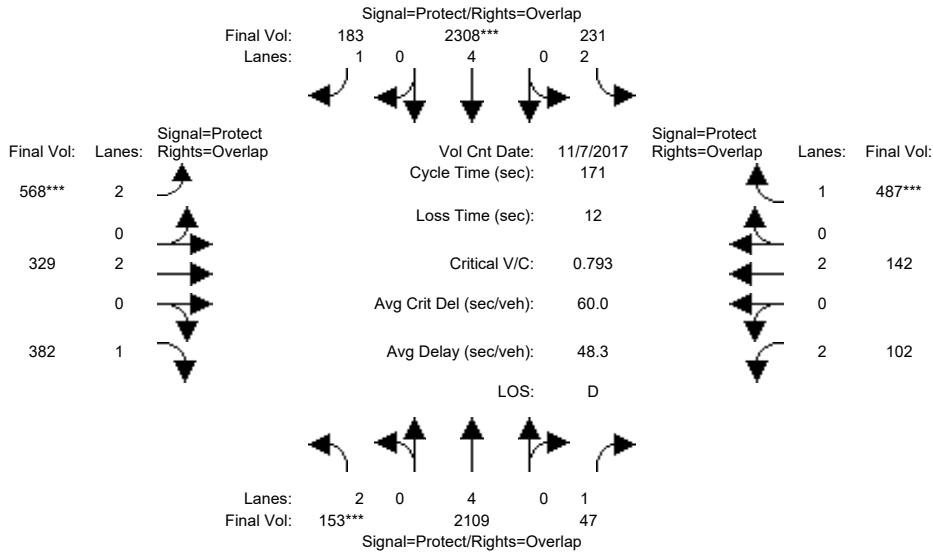 Signal=Protect/Rights=Overlap
Final Vol: 183 2308*** 231
Lanes: 1 0 4 0 2
Signal=Protect
Final Vol: Lanes: Rights=Overlap
Vol Cnt Date: 11/7/2017
Signal=Protect
Rights=Overlap Lanes: Final Vol:
Cycle Time (sec): 171
568*** 2
1 487***
Loss Time (sec): 12
0
0
329 2
Critical V/C: 0.793
2 142
0
Avg Crit Del (sec/veh): 60.0
0
382 1
Avg Delay (sec/veh): 48.3
2 102
LOS: D
Lanes: 2 0 4 0 1
Final Vol: 153*** 2109 47
Signal=Protect/Rights=Overlap